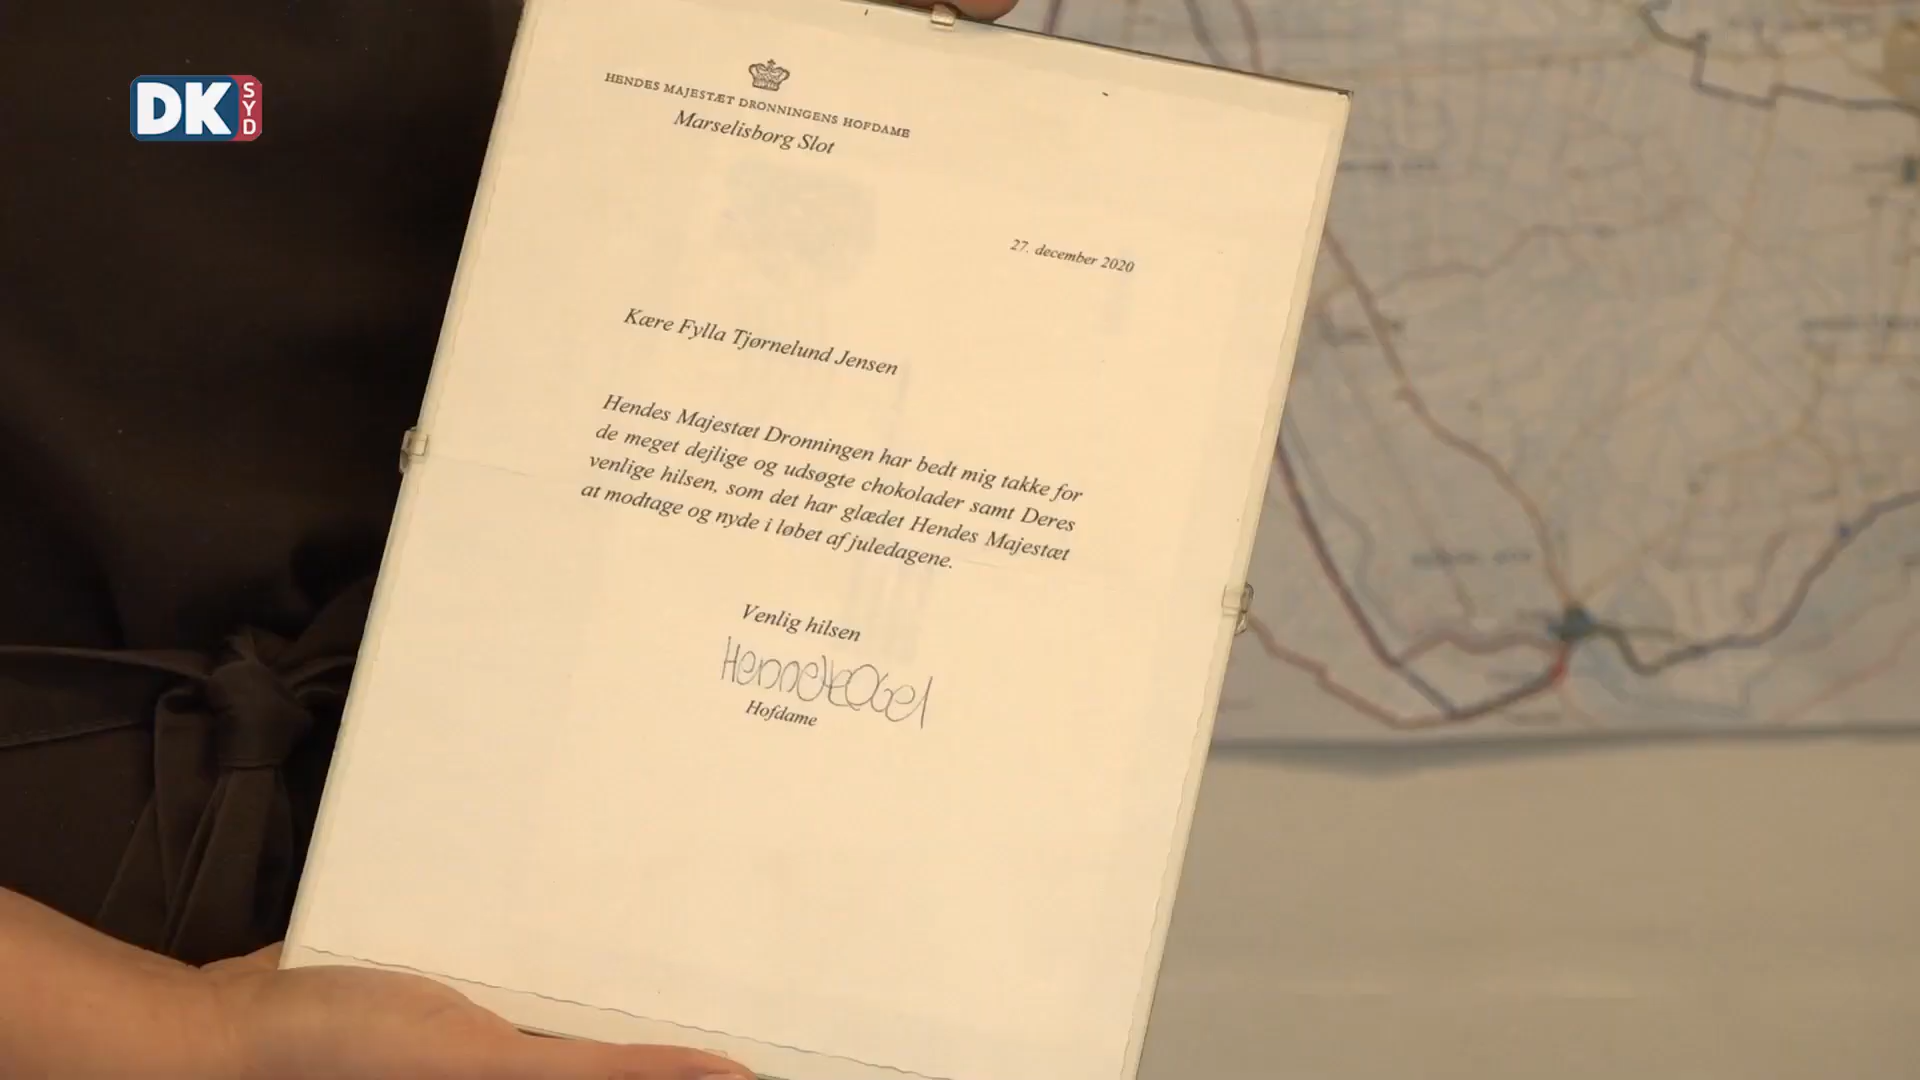 DK SYD
HENDES MAJESTÆT DRONNINGENS HOFDAME
Marselisborg Slot
27. december 2020
Kære Fylla Tjørnelund Jensen
Hendes Majestæt Dronningen har bedt mig takke for
de meget dejlige og udsøgte chokolader samt Deres
venlige hilsen, som det har glædet Hendes Majestæt
at modtage og nyde i løbet af juledagene.
Venlig hilsen
Hofdame